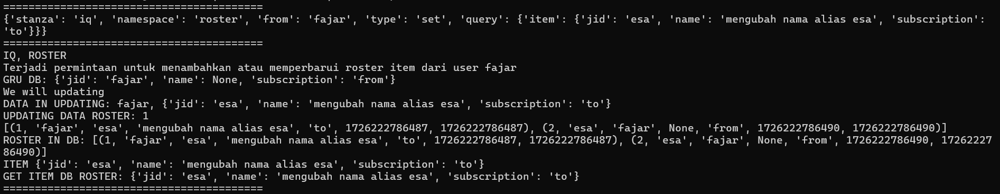 =========================================
{'stanza': 'iq', 'namespace': 'roster', 'from': 'fajar', 'type': 'set', 'query': {'item': {'jid': 'esa', 'name': 'mengubah nama alias esa', 'subscription':
'to'}}}
=========================================
IQ, ROSTER
Terjadi permintaan untuk menambahkan atau memperbarui roster item dari user fajar
GRU DB: {'jid': 'fajar', 'name': None, 'subscription': 'from'}
We will updating
DATA IN UPDATING: fajar, {'jid': 'esa', 'name': 'mengubah nama alias esa', 'subscription': 'to'}
UPDATING DATA ROSTER: 1
[(1, 'fajar', 'esa', 'mengubah nama alias esa', 'to', 1726222786487, 1726222786487), (2, 'esa', 'fajar', None, 'from', 1726222786490, 1726222786490)]
ROSTER IN DB: [(1, 'fajar', 'esa', 'mengubah nama alias esa', 'to', 1726222786487, 1726222786487), (2, 'esa', 'fajar', None, 'from', 1726222786490, 17262227
86490)]
ITEM {'jid': 'esa', 'name': 'mengubah nama alias esa', 'subscription': 'to'}
GET ITEM DB ROSTER: {'jid': 'esa', 'name': 'mengubah nama alias esa', 'subscription': 'to'}
=========================================